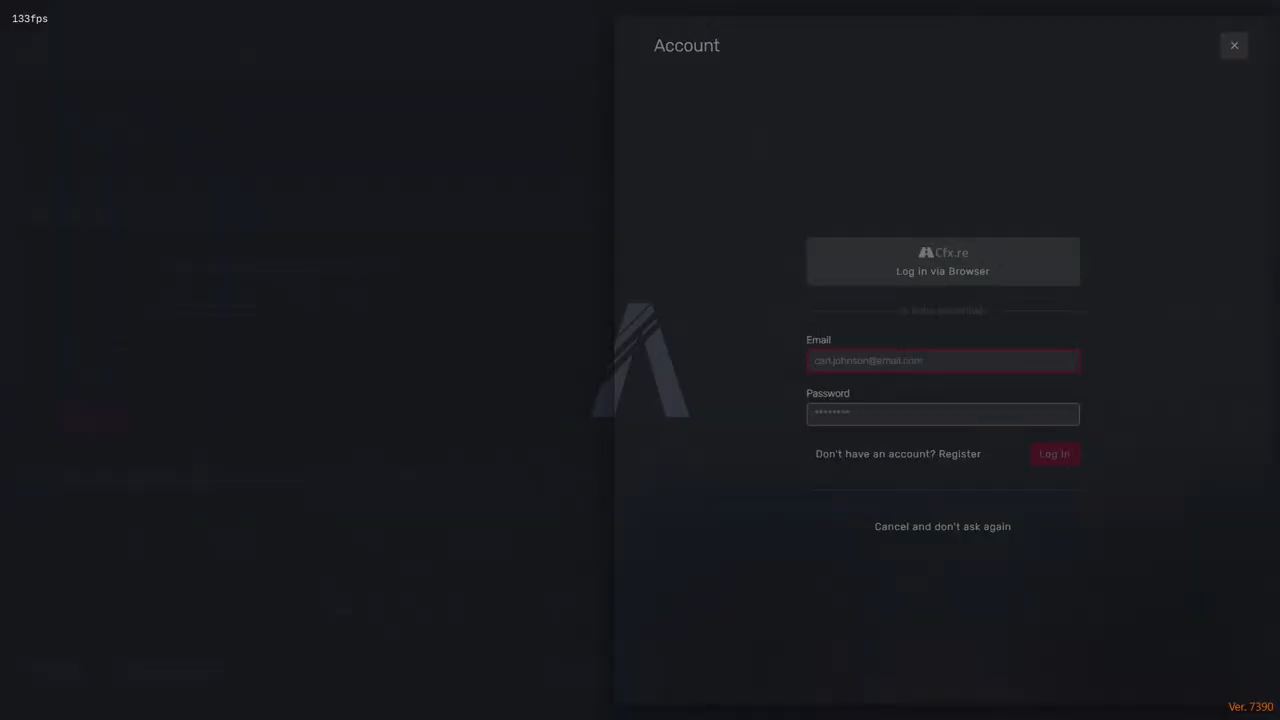 133fps
Account
×
Cfx.re
Log in via Browser
Email
carl.johnson@email.com
Password
********
Don't have an account? Register
Log In
Cancel and don't ask again
Ver. 7390